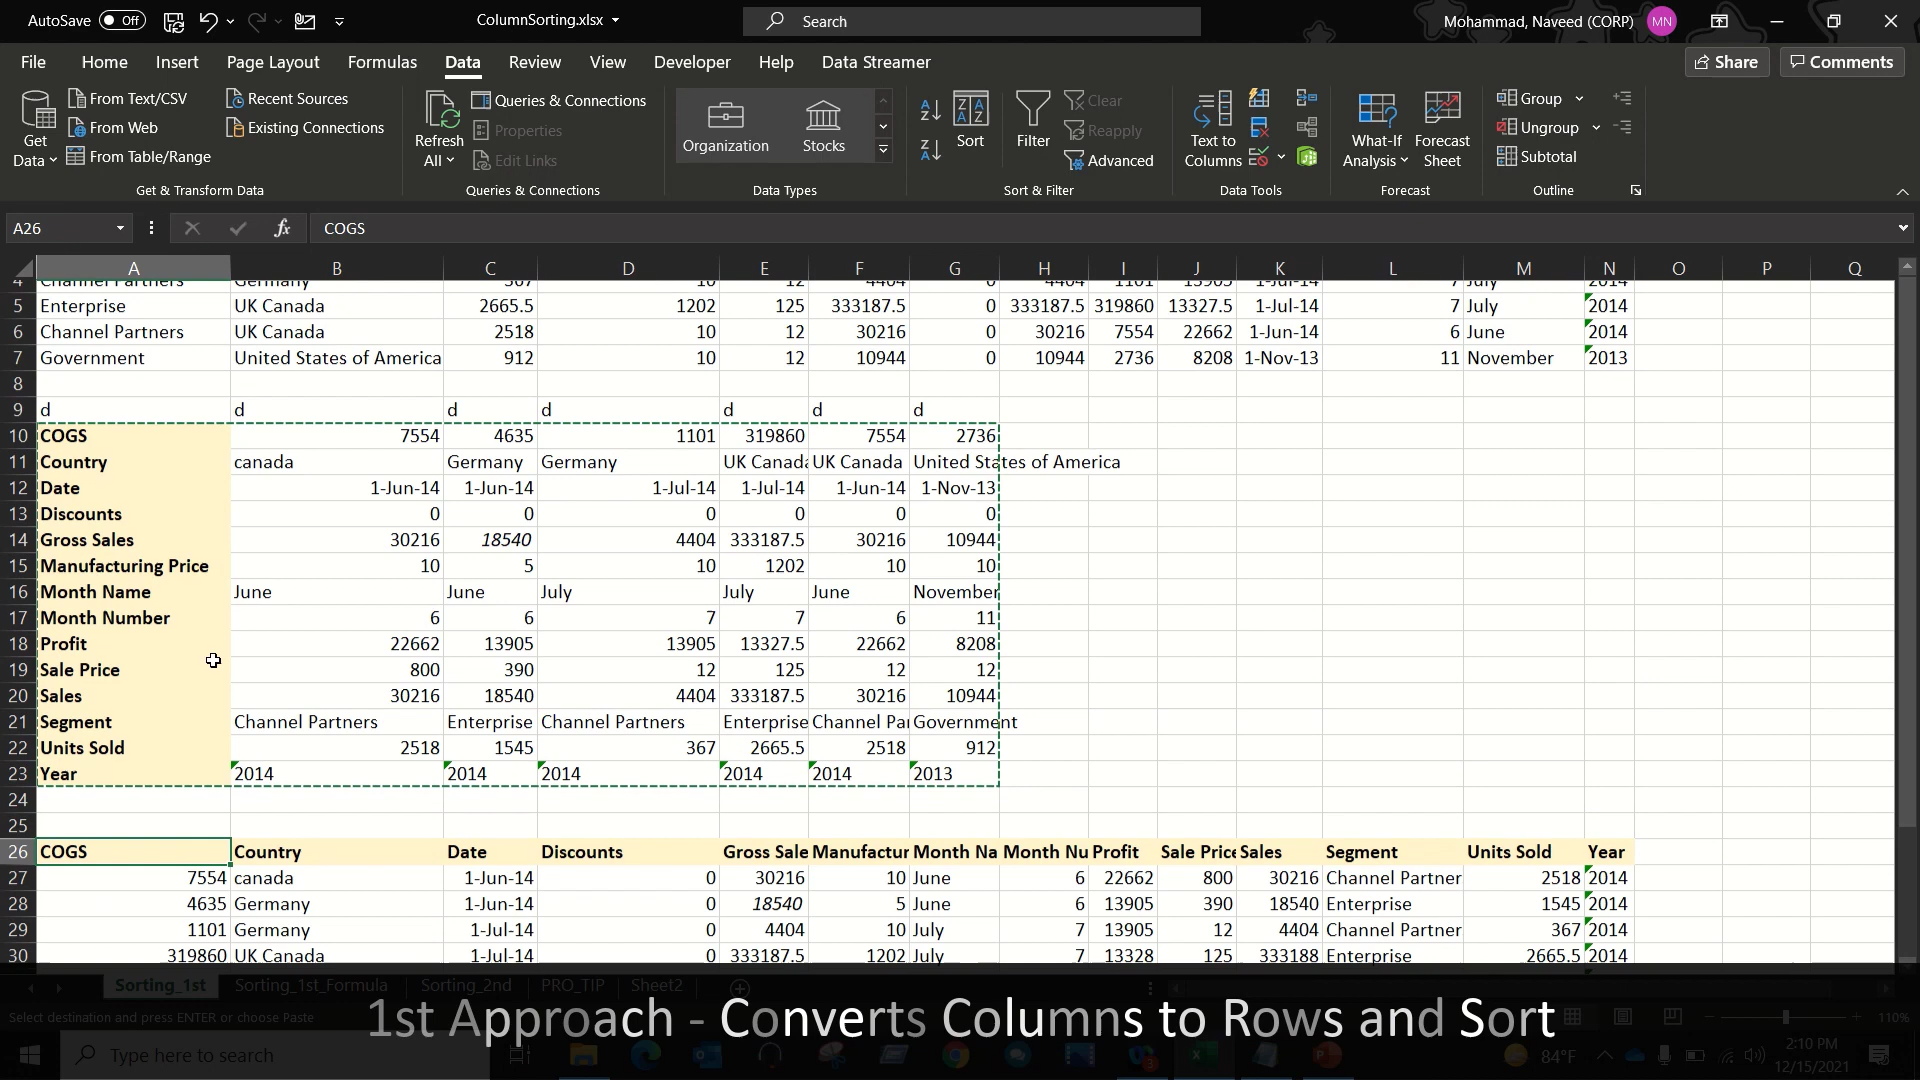 AutoSave Off ColumnSorting.xlsx Search Mohammad, Naveed (CORP) MN
File Home Insert Page Layout Formulas Data Review View Developer Help Data Streamer Share Comments
From Text/CSV Recent Sources Queries & Connections Clear Group
Get Data From Web Existing Connections Refresh All Properties Organization Stocks Sort Filter Reapply Text to Columns What-If Analysis Forecast Sheet Ungroup
From Table/Range Edit Links Advanced Subtotal
Get & Transform Data Queries & Connections Data Types Sort & Filter Data Tools Forecast Outline
A26 fx COGS
A B C D E F G H I J K L M N O P Q
4 Channel Partners Germany 367 10 12 4404 0 4404 1101 13905 1-Jul-14 7 July 2014
5 Enterprise UK Canada 2665.5 1202 125 333187.5 0 333187.5 319860 13327.5 1-Jul-14 7 July 2014
6 Channel Partners UK Canada 2518 10 12 30216 0 30216 7554 22662 1-Jun-14 6 June 2014
7 Government United States of America 912 10 12 10944 0 10944 2736 8208 1-Nov-13 11 November 2013
8
9 d d d d d d d
10 COGS 7554 4635 1101 319860 7554 2736
11 Country canada Germany Germany UK Canada UK Canada United States of America
12 Date 1-Jun-14 1-Jun-14 1-Jul-14 1-Jul-14 1-Jun-14 1-Nov-13
13 Discounts 0 0 0 0 0 0
14 Gross Sales 30216 18540 4404 333187.5 30216 10944
15 Manufacturing Price 10 5 10 1202 10 10
16 Month Name June June July July June November
17 Month Number 6 6 7 7 6 11
18 Profit 22662 13905 13905 13327.5 22662 8208
19 Sale Price 800 390 12 125 12 12
20 Sales 30216 18540 4404 333187.5 30216 10944
21 Segment Channel Partners Enterprise Channel Partners Enterprise Channel Par Government
22 Units Sold 2518 1545 367 2665.5 2518 912
23 Year 2014 2014 2014 2014 2014 2013
24
25
26 COGS Country Date Discounts Gross Sale Manufactur Month Na Month Nu Profit Sale Price Sales Segment Units Sold Year
27 7554 canada 1-Jun-14 0 30216 10 June 6 22662 800 30216 Channel Partner 2518 2014
28 4635 Germany 1-Jun-14 0 18540 5 June 6 13905 390 18540 Enterprise 1545 2014
29 1101 Germany 1-Jul-14 0 4404 10 July 7 13905 12 4404 Channel Partner 367 2014
30 319860 UK Canada 1-Jul-14 0 333187.5 1202 July 7 13328 125 333188 Enterprise 2665.5 2014
Sorting_1st Sorting_1st_Formula Sorting_2nd PRO_TIP Sheet2
Select destination and press ENTER or choose Paste 110%
1st Approach - Converts Columns to Rows and Sort
Type here to search 84°F 2:10 PM
12/15/2021